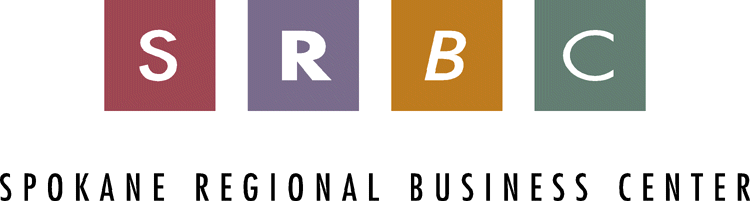 S R B C
SPOKANE REGIONAL BUSINESS CENTER